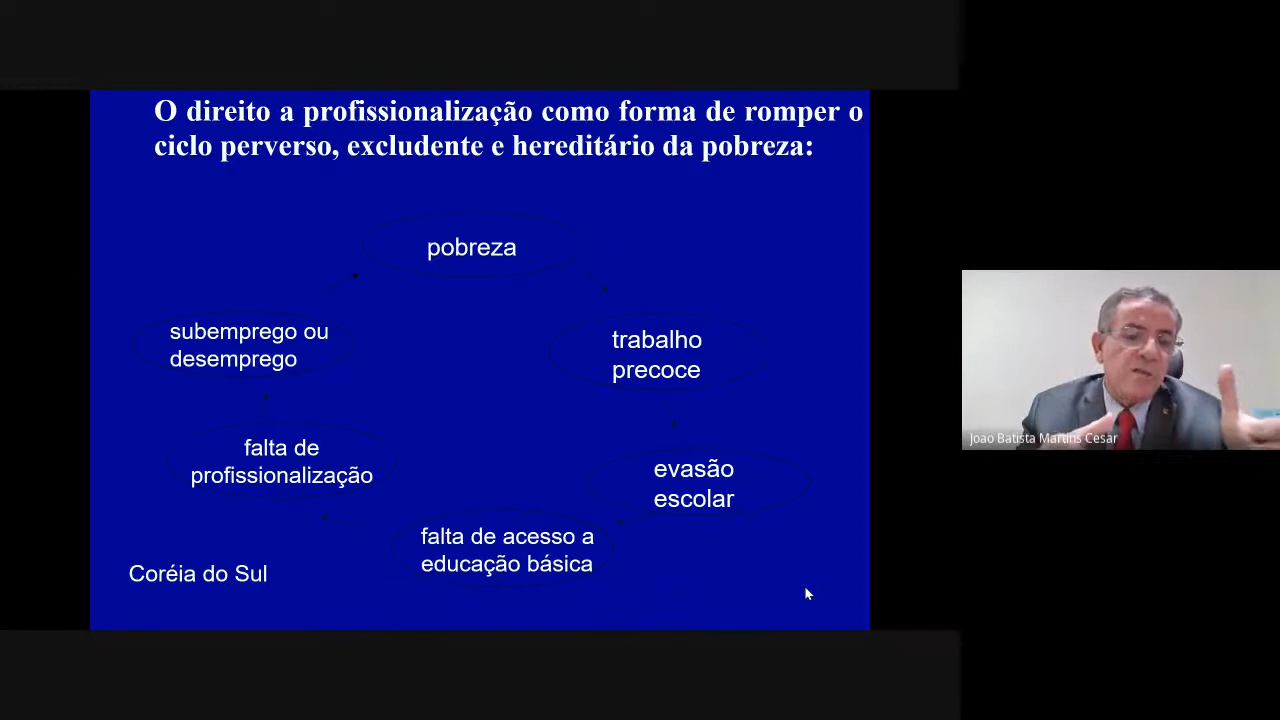 O direito a profissionalização como forma de romper o
ciclo perverso, excludente e hereditário da pobreza:
pobreza
subemprego ou
desemprego
trabalho
precoce
falta de
profissionalização
evasão
escolar
falta de acesso a
educação básica
Coréia do Sul
Joao Batista Martins Cesar